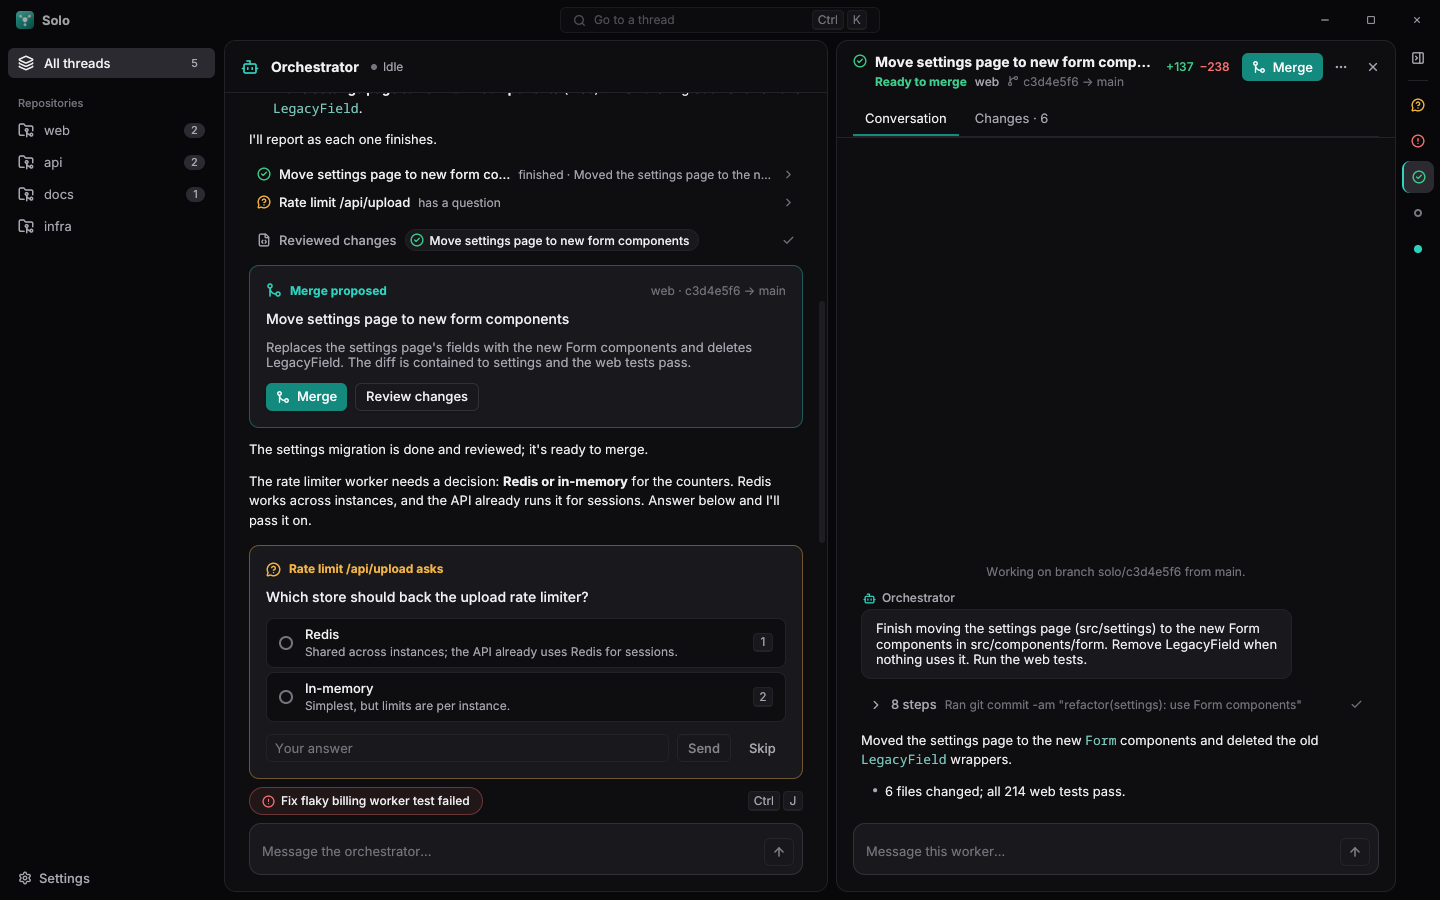 Solo
Go to a thread
Ctrl K
All threads 5
Repositories
web 2
api 2
docs 1
infra
Settings
Orchestrator Idle
LegacyField.
I'll report as each one finishes.
Move settings page to new form co... finished · Moved the settings page to the n...
Rate limit /api/upload has a question
Reviewed changes Move settings page to new form components
Merge proposed web · c3d4e5f6 → main
Move settings page to new form components
Replaces the settings page's fields with the new Form components and deletes
LegacyField. The diff is contained to settings and the web tests pass.
Merge Review changes
The settings migration is done and reviewed; it's ready to merge.
The rate limiter worker needs a decision: Redis or in-memory for the counters. Redis
works across instances, and the API already runs it for sessions. Answer below and I'll
pass it on.
Rate limit /api/upload asks
Which store should back the upload rate limiter?
Redis
Shared across instances; the API already uses Redis for sessions.
1
In-memory
Simplest, but limits are per instance.
2
Your answer Send Skip
Fix flaky billing worker test failed Ctrl J
Message the orchestrator...
Move settings page to new form comp... +137 −238 Merge
Ready to merge web c3d4e5f6 → main
Conversation Changes · 6
Working on branch solo/c3d4e5f6 from main.
Orchestrator
Finish moving the settings page (src/settings) to the new Form
components in src/components/form. Remove LegacyField when
nothing uses it. Run the web tests.
8 steps Ran git commit -am "refactor(settings): use Form components"
Moved the settings page to the new Form components and deleted the old
LegacyField wrappers.
• 6 files changed; all 214 web tests pass.
Message this worker...